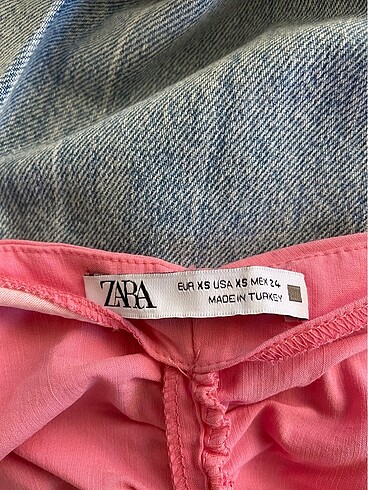 ZARA
EUR XS USA XS MEX 24
MADE IN TURKEY